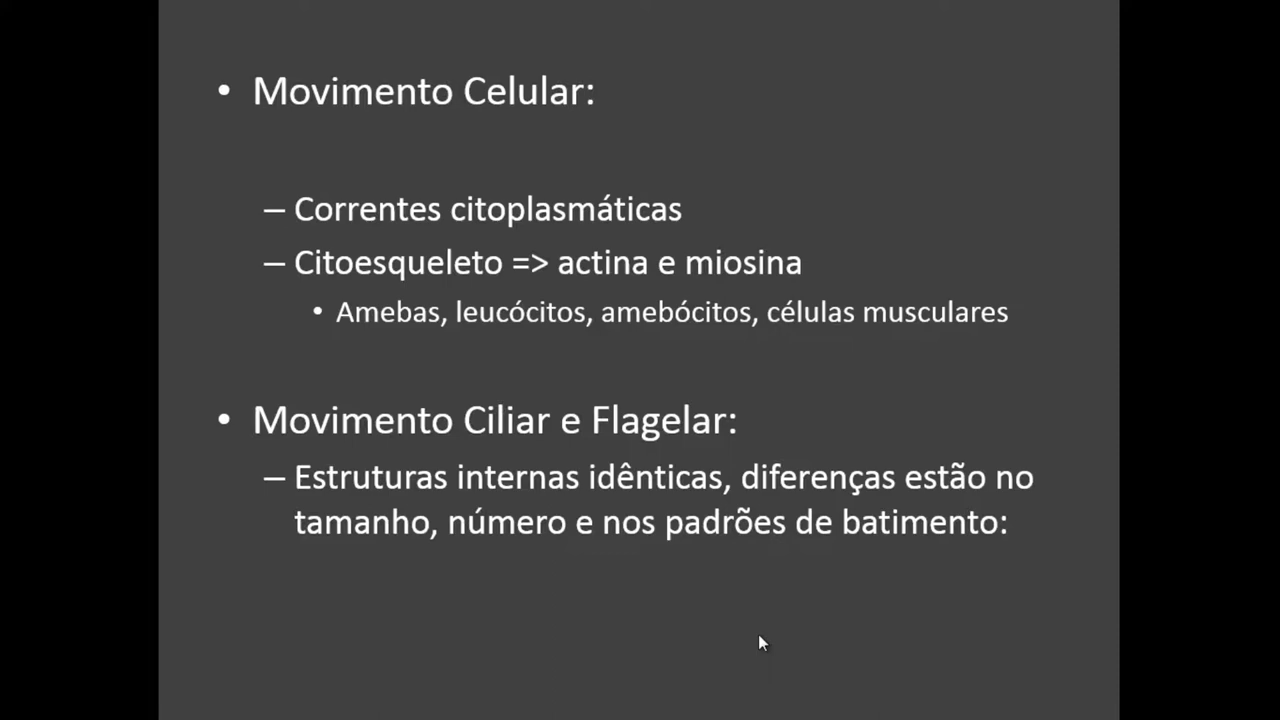 • Movimento Celular:
– Correntes citoplasmáticas
– Citoesqueleto => actina e miosina
• Amebas, leucócitos, amebócitos, células musculares
• Movimento Ciliar e Flagelar:
– Estruturas internas idênticas, diferenças estão no
tamanho, número e nos padrões de batimento: